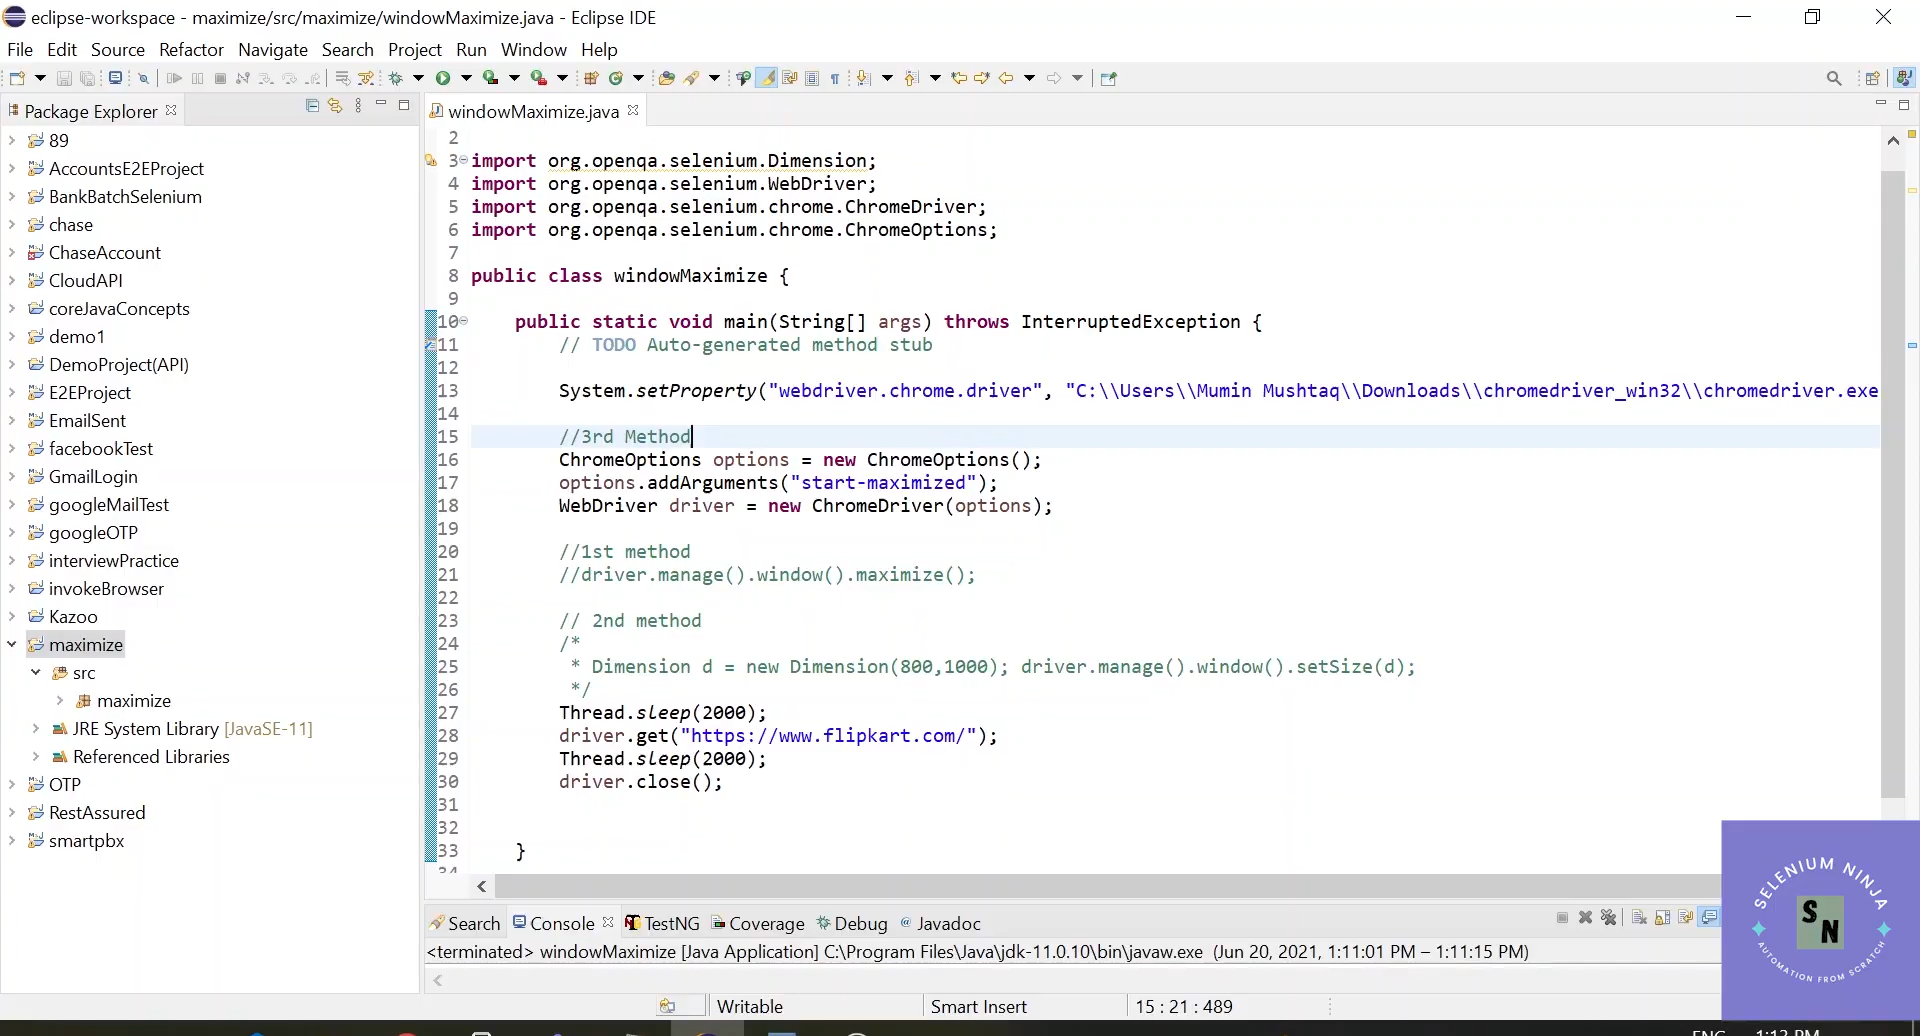 eclipse-workspace - maximize/src/maximize/windowMaximize.java - Eclipse IDE
File Edit Source Refactor Navigate Search Project Run Window Help
Package Explorer
89
AccountsE2EProject
BankBatchSelenium
chase
ChaseAccount
CloudAPI
coreJavaConcepts
demo1
DemoProject(API)
E2EProject
EmailSent
facebookTest
GmailLogin
googleMailTest
googleOTP
interviewPractice
invokeBrowser
Kazoo
maximize
src
maximize
JRE System Library [JavaSE-11]
Referenced Libraries
OTP
RestAssured
smartpbx
windowMaximize.java
2
3 import org.openqa.selenium.Dimension;
4 import org.openqa.selenium.WebDriver;
5 import org.openqa.selenium.chrome.ChromeDriver;
6 import org.openqa.selenium.chrome.ChromeOptions;
7
8 public class windowMaximize {
9
10 public static void main(String[] args) throws InterruptedException {
11 // TODO Auto-generated method stub
12
13 System.setProperty("webdriver.chrome.driver", "C:\\Users\\Mumin Mushtaq\\Downloads\\chromedriver_win32\\chromedriver.exe
14
15 //3rd Method
16 ChromeOptions options = new ChromeOptions();
17 options.addArguments("start-maximized");
18 WebDriver driver = new ChromeDriver(options);
19
20 //1st method
21 //driver.manage().window().maximize();
22
23 // 2nd method
24 /*
25 * Dimension d = new Dimension(800,1000); driver.manage().window().setSize(d);
26 */
27 Thread.sleep(2000);
28 driver.get("https://www.flipkart.com/");
29 Thread.sleep(2000);
30 driver.close();
31
32
33 }
34
Search Console TestNG Coverage Debug Javadoc
<terminated> windowMaximize [Java Application] C:\Program Files\Java\jdk-11.0.10\bin\javaw.exe (Jun 20, 2021, 1:11:01 PM – 1:11:15 PM)
Writable Smart Insert 15 : 21 : 489
SELENIUM NINJA
SN
AUTOMATION FROM SCRATCH
ENG 1:13 PM